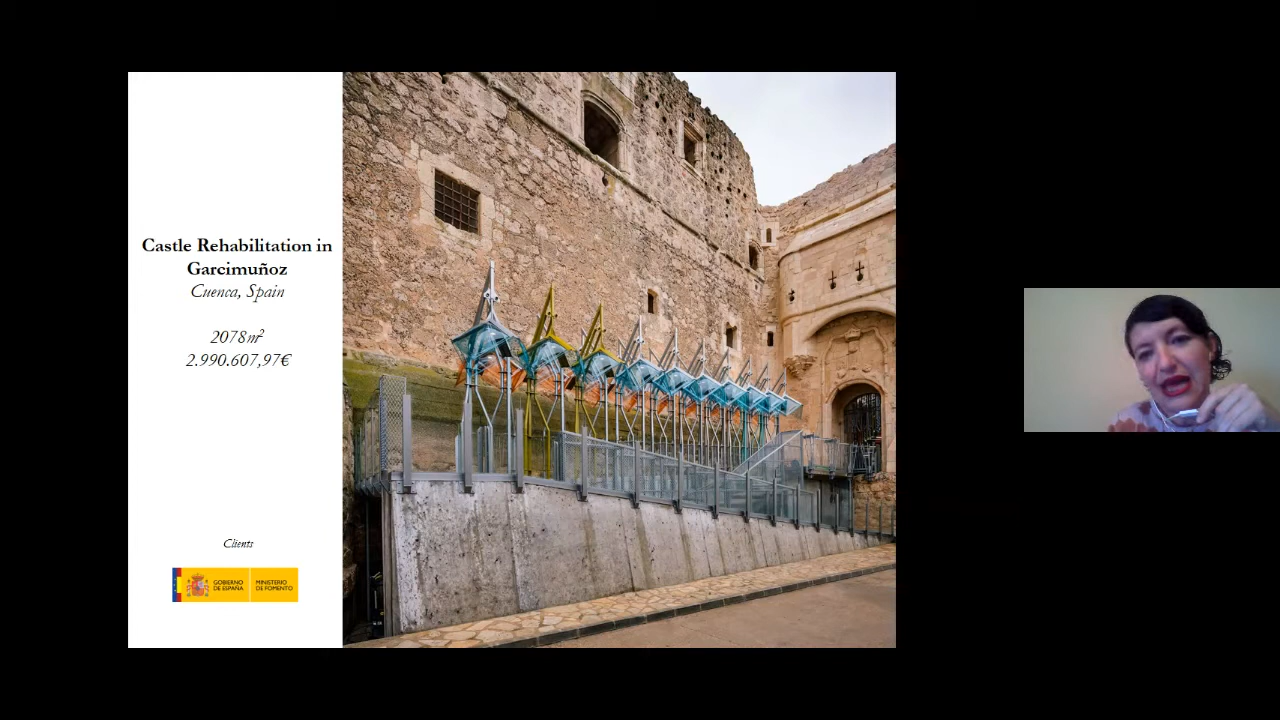 Castle Rehabilitation in
Garcimuñoz
Cuenca, Spain
2078m²
2.990.607,97€
Clients
GOBIERNO
DE ESPAÑA
MINISTERIO
DE FOMENTO